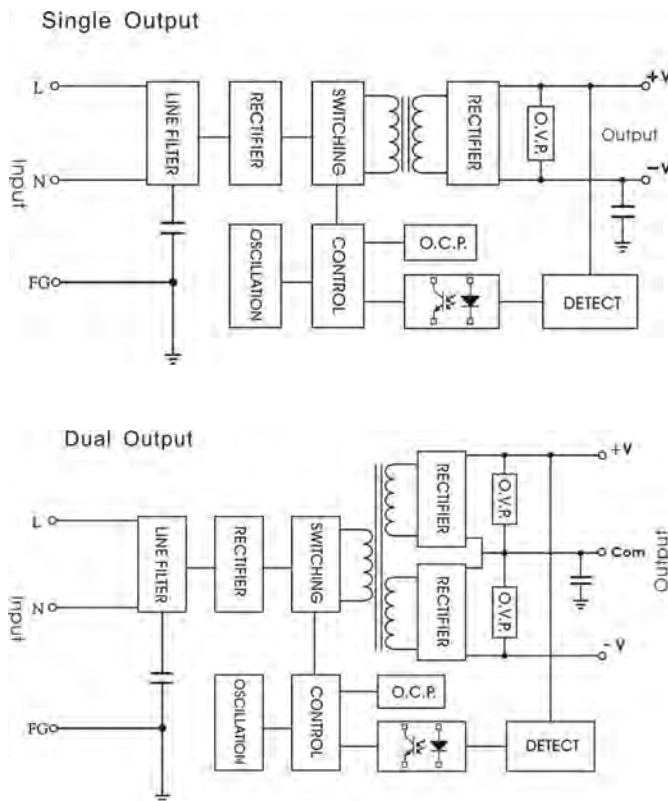 Single Output
L
N
FG
Input
LINE FILTER
RECTIFIER
SWITCHING
RECTIFIER
O.V.P.
+V
Output
-V
OSCILLATION
CONTROL
O.C.P.
DETECT
Dual Output
L
N
FG
Input
LINE FILTER
RECTIFIER
SWITCHING
RECTIFIER
RECTIFIER
O.V.P.
O.V.P.
+V
Com
-V
Output
OSCILLATION
CONTROL
O.C.P.
DETECT